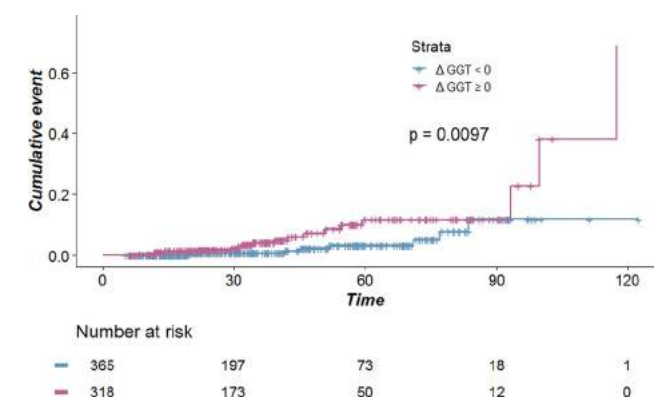 Strata
Δ GGT < 0
Δ GGT ≥ 0
p = 0.0097
Cumulative event
0.6
0.4
0.2
0.0
0 30 60 90 120
Time
Number at risk
365 197 73 18 1
318 173 50 12 0